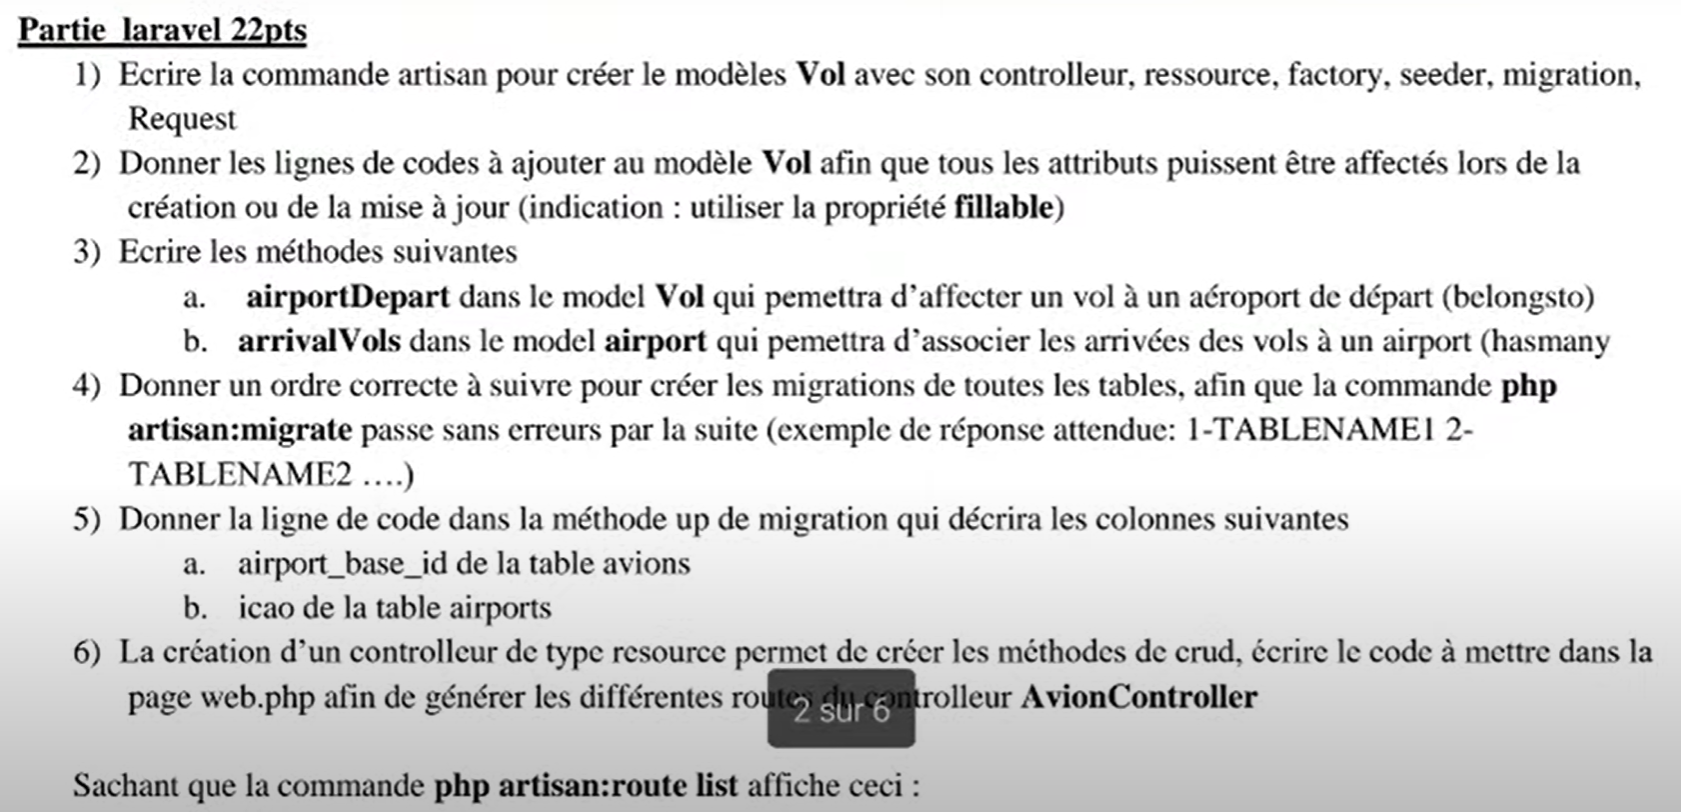 Partie laravel 22pts
1) Ecrire la commande artisan pour créer le modèles Vol avec son controlleur, ressource, factory, seeder, migration,
Request
2) Donner les lignes de codes à ajouter au modèle Vol afin que tous les attributs puissent être affectés lors de la
création ou de la mise à jour (indication : utiliser la propriété fillable)
3) Ecrire les méthodes suivantes
a. airportDepart dans le model Vol qui pemettra d’affecter un vol à un aéroport de départ (belongsto)
b. arrivalVols dans le model airport qui pemettra d’associer les arrivées des vols à un airport (hasmany
4) Donner un ordre correcte à suivre pour créer les migrations de toutes les tables, afin que la commande php
artisan:migrate passe sans erreurs par la suite (exemple de réponse attendue: 1-TABLENAME1 2-
TABLENAME2 ....)
5) Donner la ligne de code dans la méthode up de migration qui décrira les colonnes suivantes
a. airport_base_id de la table avions
b. icao de la table airports
6) La création d’un controlleur de type resource permet de créer les méthodes de crud, écrire le code à mettre dans la
page web.php afin de générer les différentes routes du controlleur AvionController
2 sur 6
Sachant que la commande php artisan:route list affiche ceci :